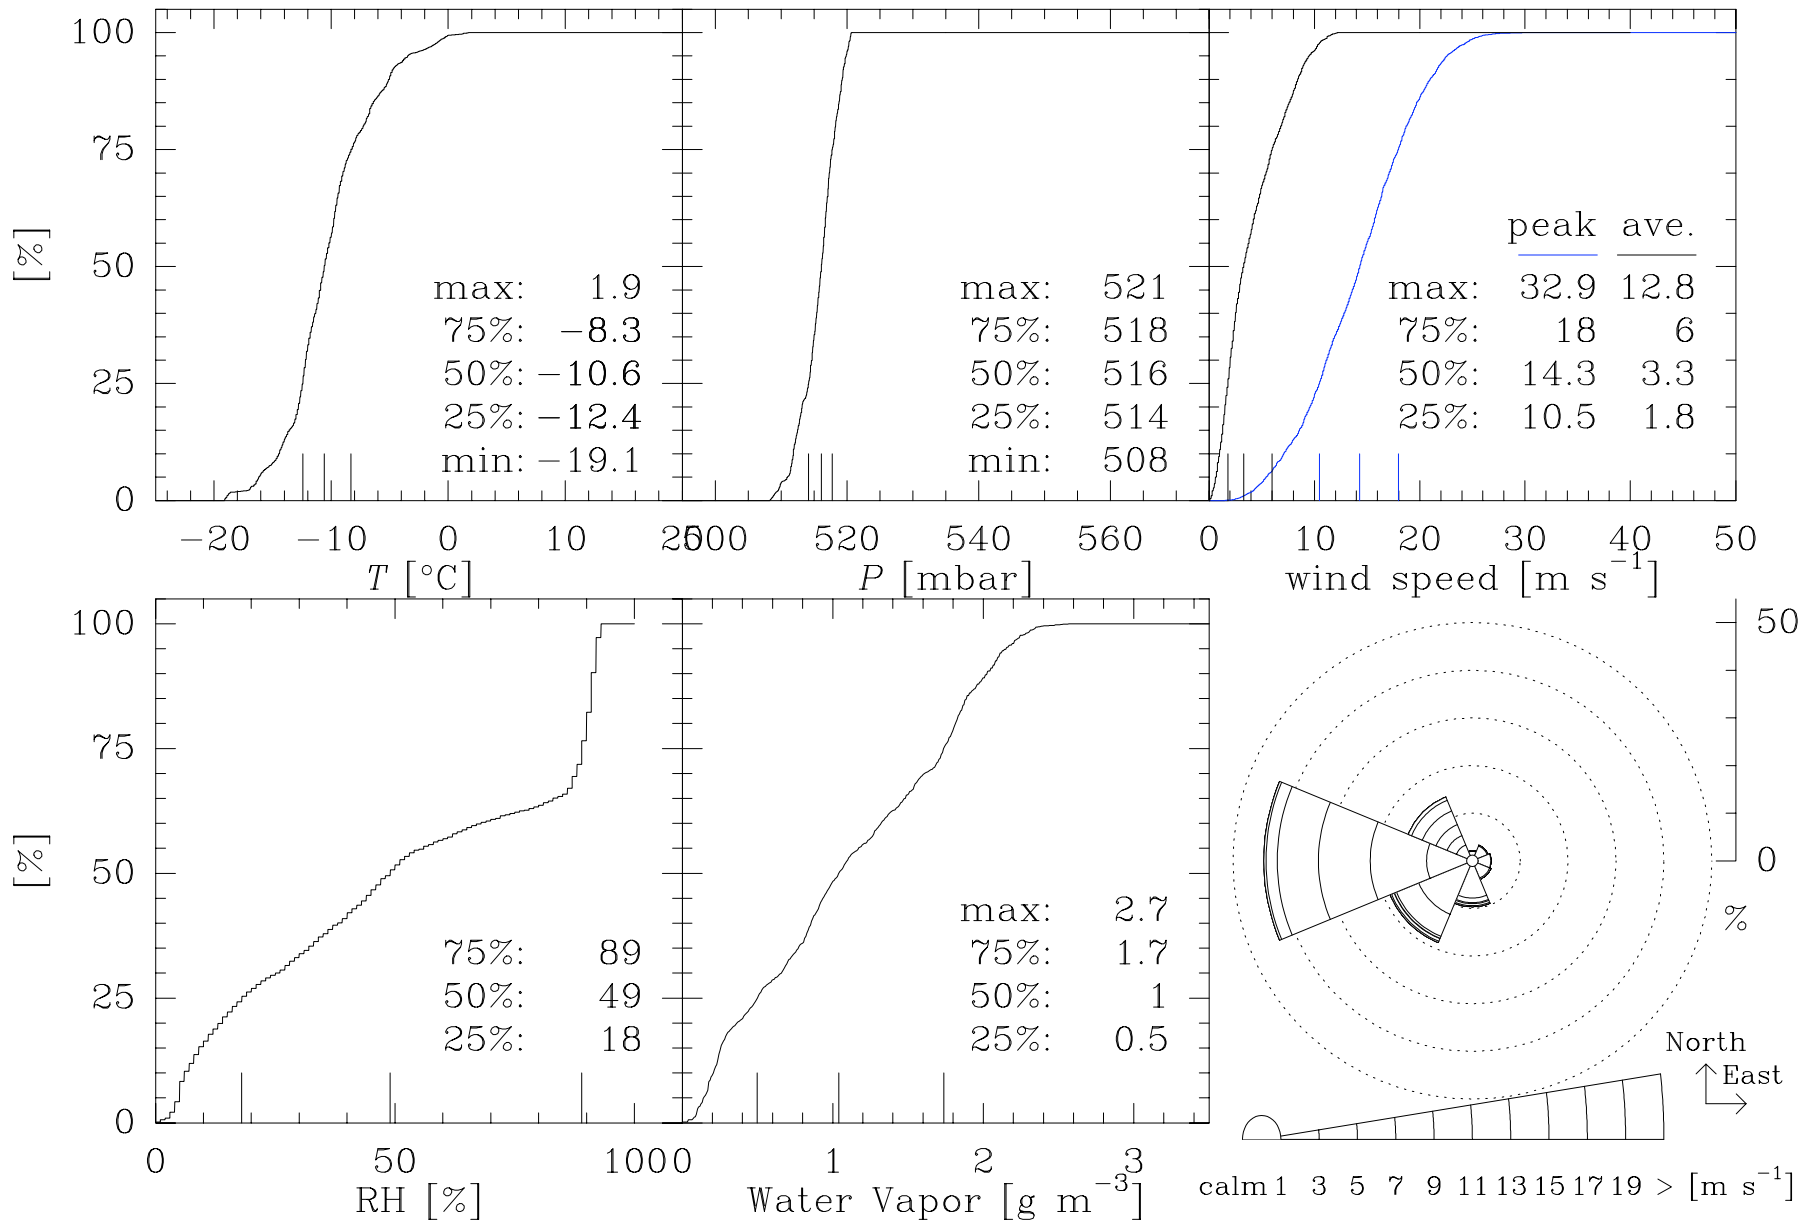 100
75
50
25
0
[%]
max: 1.9
75%: −8.3
50%: −10.6
25%: −12.4
min: −19.1
−20 −10 0 10 20
T [°C]
max: 521
75%: 518
50%: 516
25%: 514
min: 508
500 520 540 560
P [mbar]
peak ave.
max: 32.9 12.8
75%: 18 6
50%: 14.3 3.3
25%: 10.5 1.8
0 10 20 30 40 50
wind speed [m s−1]
100
75
50
25
0
[%]
75%: 89
50%: 49
25%: 18
0 50 100
RH [%]
max: 2.7
75%: 1.7
50%: 1
25%: 0.5
0 1 2 3
Water Vapor [g m−3]
50
0
%
North
East
calm 1 3 5 7 9 11 13 15 17 19 > [m s−1]